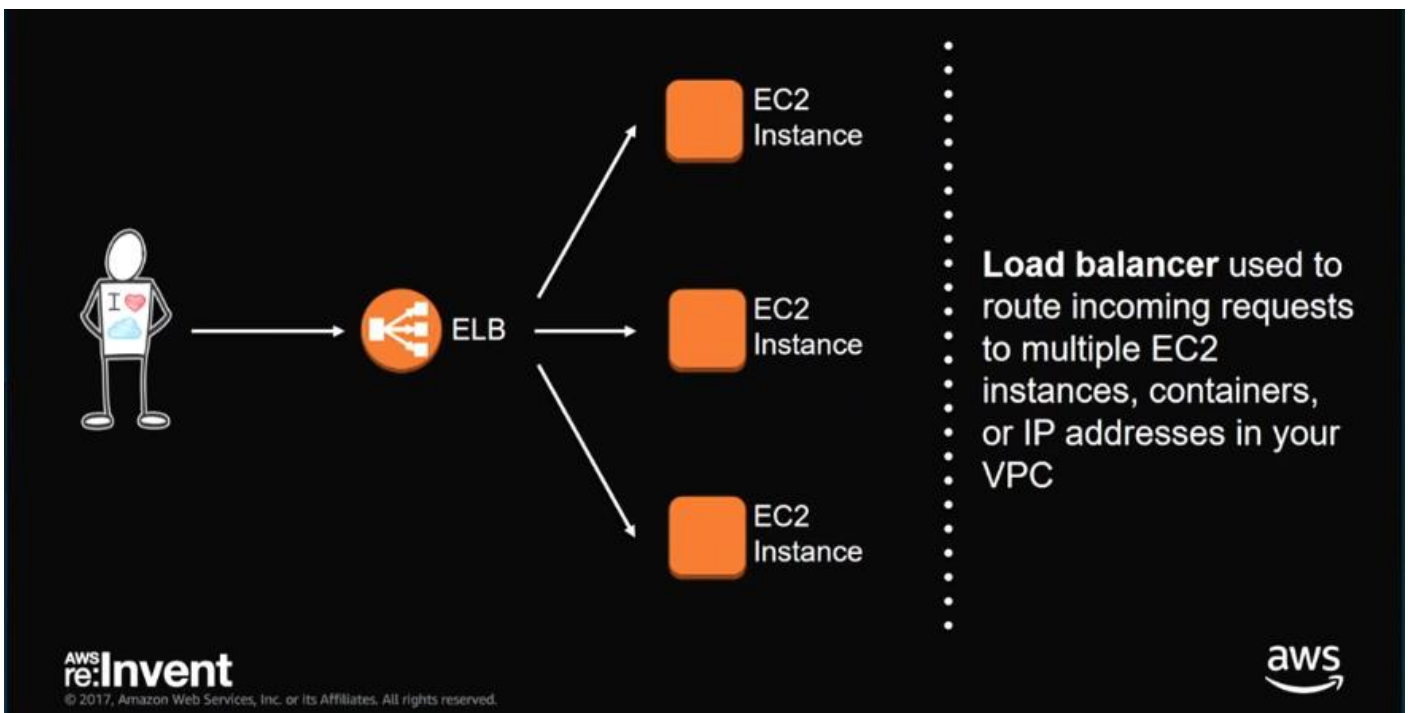 EC2
Instance
I
ELB
EC2
Instance
EC2
Instance
Load balancer used to
route incoming requests
to multiple EC2
instances, containers,
or IP addresses in your
VPC
AWS
re:Invent
© 2017, Amazon Web Services, Inc. or its Affiliates. All rights reserved.
aws